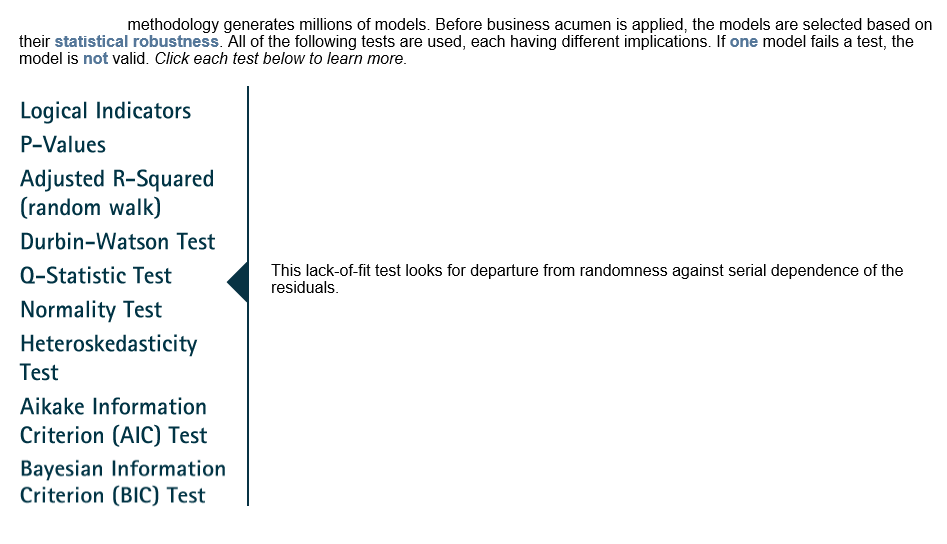 methodology generates millions of models. Before business acumen is applied, the models are selected based on
their statistical robustness. All of the following tests are used, each having different implications. If one model fails a test, the
model is not valid. Click each test below to learn more.
Logical Indicators
P-Values
Adjusted R-Squared
(random walk)
Durbin-Watson Test
Q-Statistic Test
Normality Test
Heteroskedasticity
Test
Aikake Information
Criterion (AIC) Test
Bayesian Information
Criterion (BIC) Test
This lack-of-fit test looks for departure from randomness against serial dependence of the
residuals.